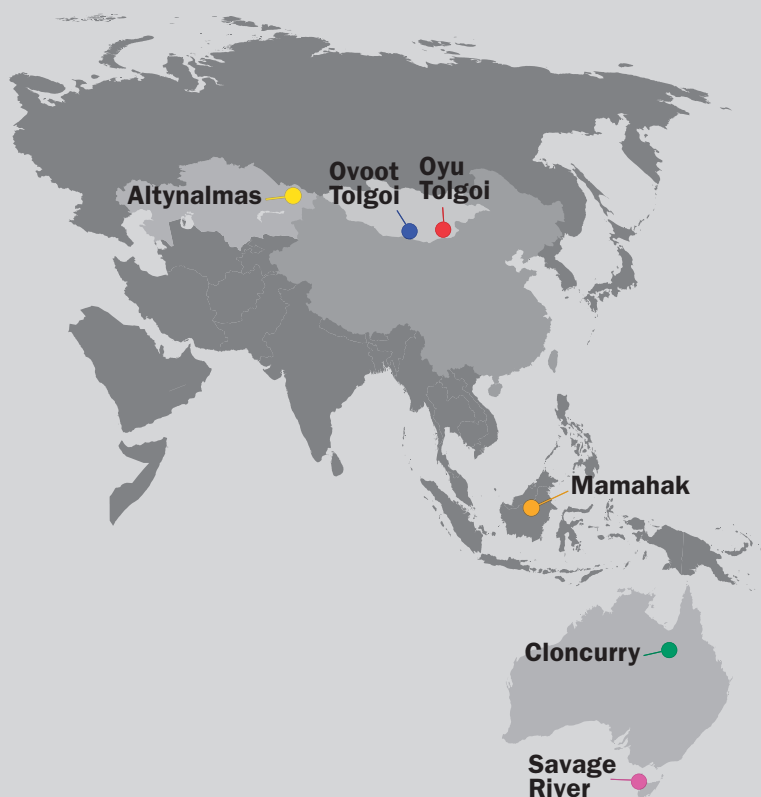 Altynalmas
Ovoot
Tolgoi
Oyu
Tolgoi
Mamahak
Cloncurry
Savage
River